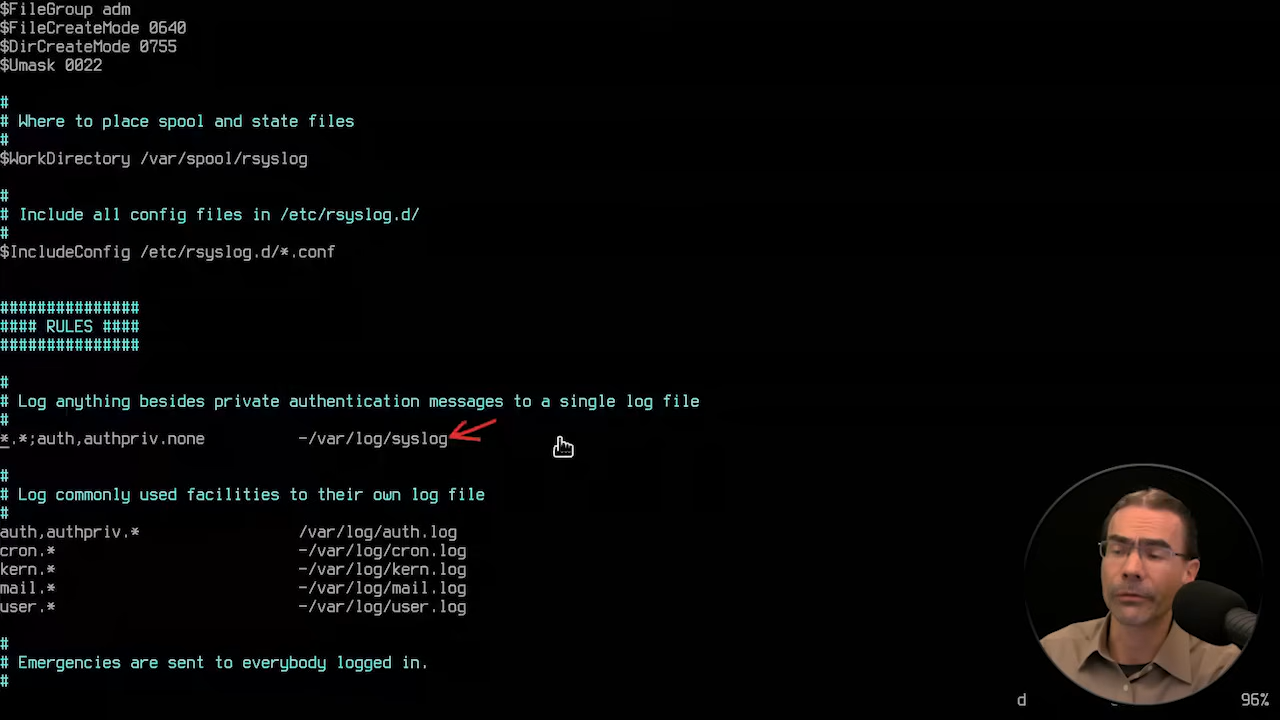 $FileGroup adm
$FileCreateMode 0640
$DirCreateMode 0755
$Umask 0022
#
# Where to place spool and state files
#
$WorkDirectory /var/spool/rsyslog
#
# Include all config files in /etc/rsyslog.d/
#
$IncludeConfig /etc/rsyslog.d/*.conf
###############
#### RULES ####
###############
#
# Log anything besides private authentication messages to a single log file
#
*.*;auth,authpriv.none -/var/log/syslog
#
# Log commonly used facilities to their own log file
#
auth,authpriv.* /var/log/auth.log
cron.* -/var/log/cron.log
kern.* -/var/log/kern.log
mail.* -/var/log/mail.log
user.* -/var/log/user.log
#
# Emergencies are sent to everybody logged in.
#
d 96%